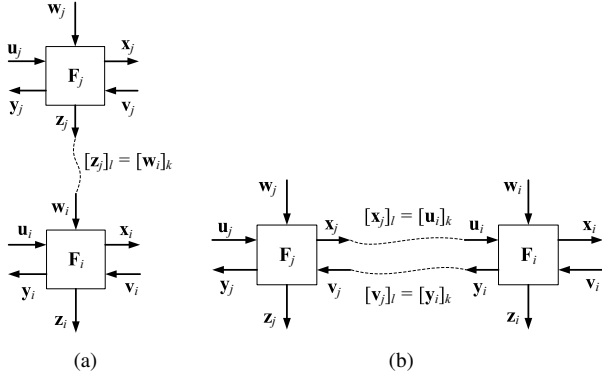 w_j
u_j
x_j
F_j
y_j
v_j
z_j
[z_j]_l = [w_i]_k
w_i
u_i
x_i
F_i
y_i
v_i
z_i
(a)
w_j
w_i
u_j
x_j
[x_j]_l = [u_i]_k
u_i
x_i
F_j
F_i
y_j
v_j
[v_j]_l = [y_i]_k
y_i
v_i
z_j
z_i
(b)